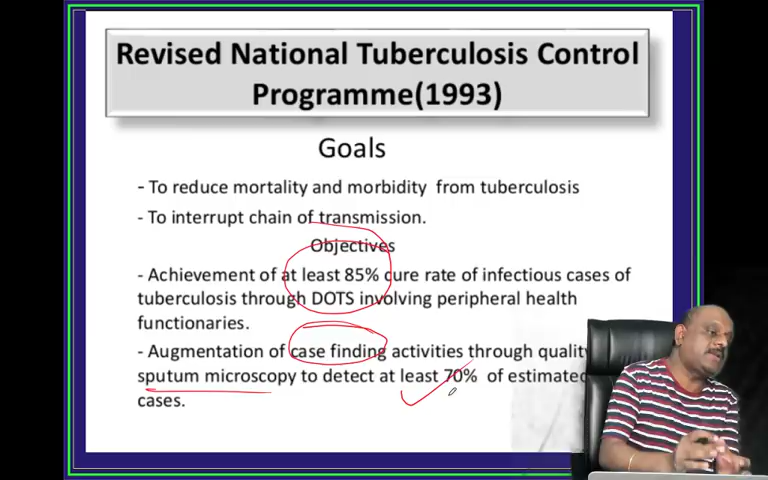 Revised National Tuberculosis Control
Programme(1993)
Goals
- To reduce mortality and morbidity from tuberculosis
- To interrupt chain of transmission.
Objectives
- Achievement of at least 85% cure rate of infectious cases of
tuberculosis through DOTS involving peripheral health
functionaries.
- Augmentation of case finding activities through quality
sputum microscopy to detect at least 70% of estimated
cases.